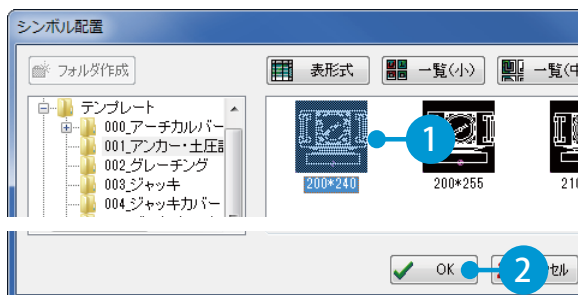 シンボル配置
フォルダ作成 表形式 一覧(小) 一覧(中
テンプレート
000_アーチカルバー
001_アンカー・土圧計
002_グレーチング
003_ジャッキ
004_ジャッキカバー
1
200*240 200*255 210
OK 2 セル